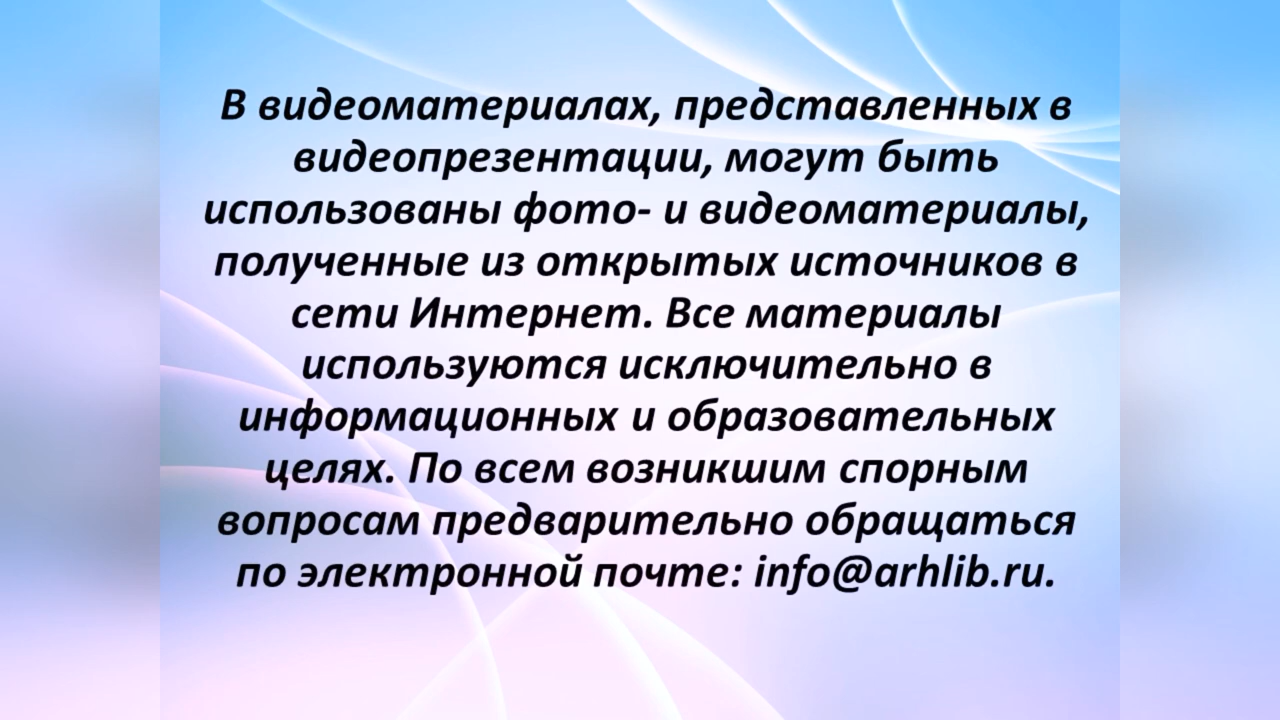 В видеоматериалах, представленных в
видеопрезентации, могут быть
использованы фото- и видеоматериалы,
полученные из открытых источников в
сети Интернет. Все материалы
используются исключительно в
информационных и образовательных
целях. По всем возникшим спорным
вопросам предварительно обращаться
по электронной почте: info@arhlib.ru.